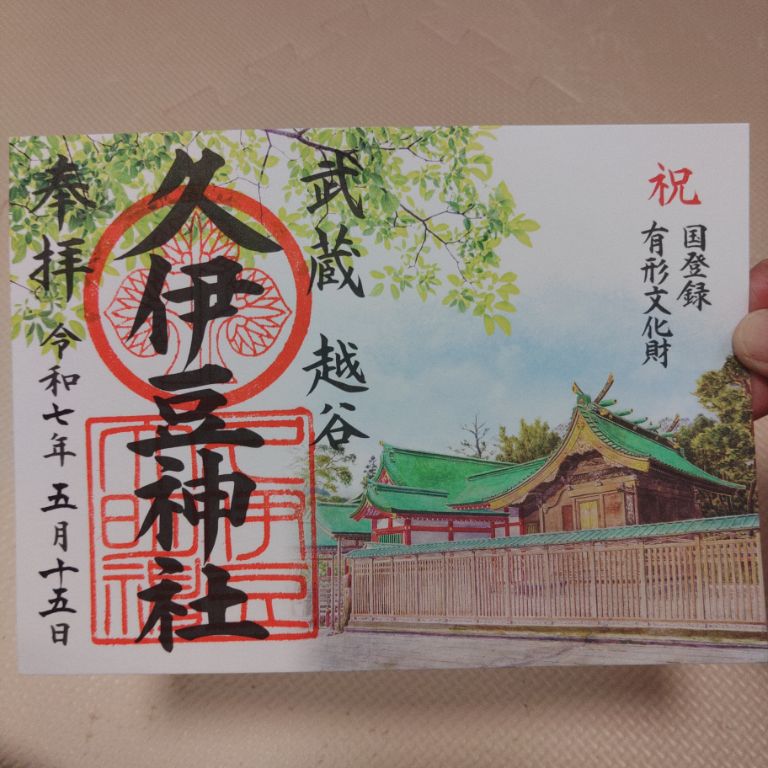 祝
国登録
有形文化財
武蔵 越谷
久伊豆神社
奉拝 令和七年 五月十五日